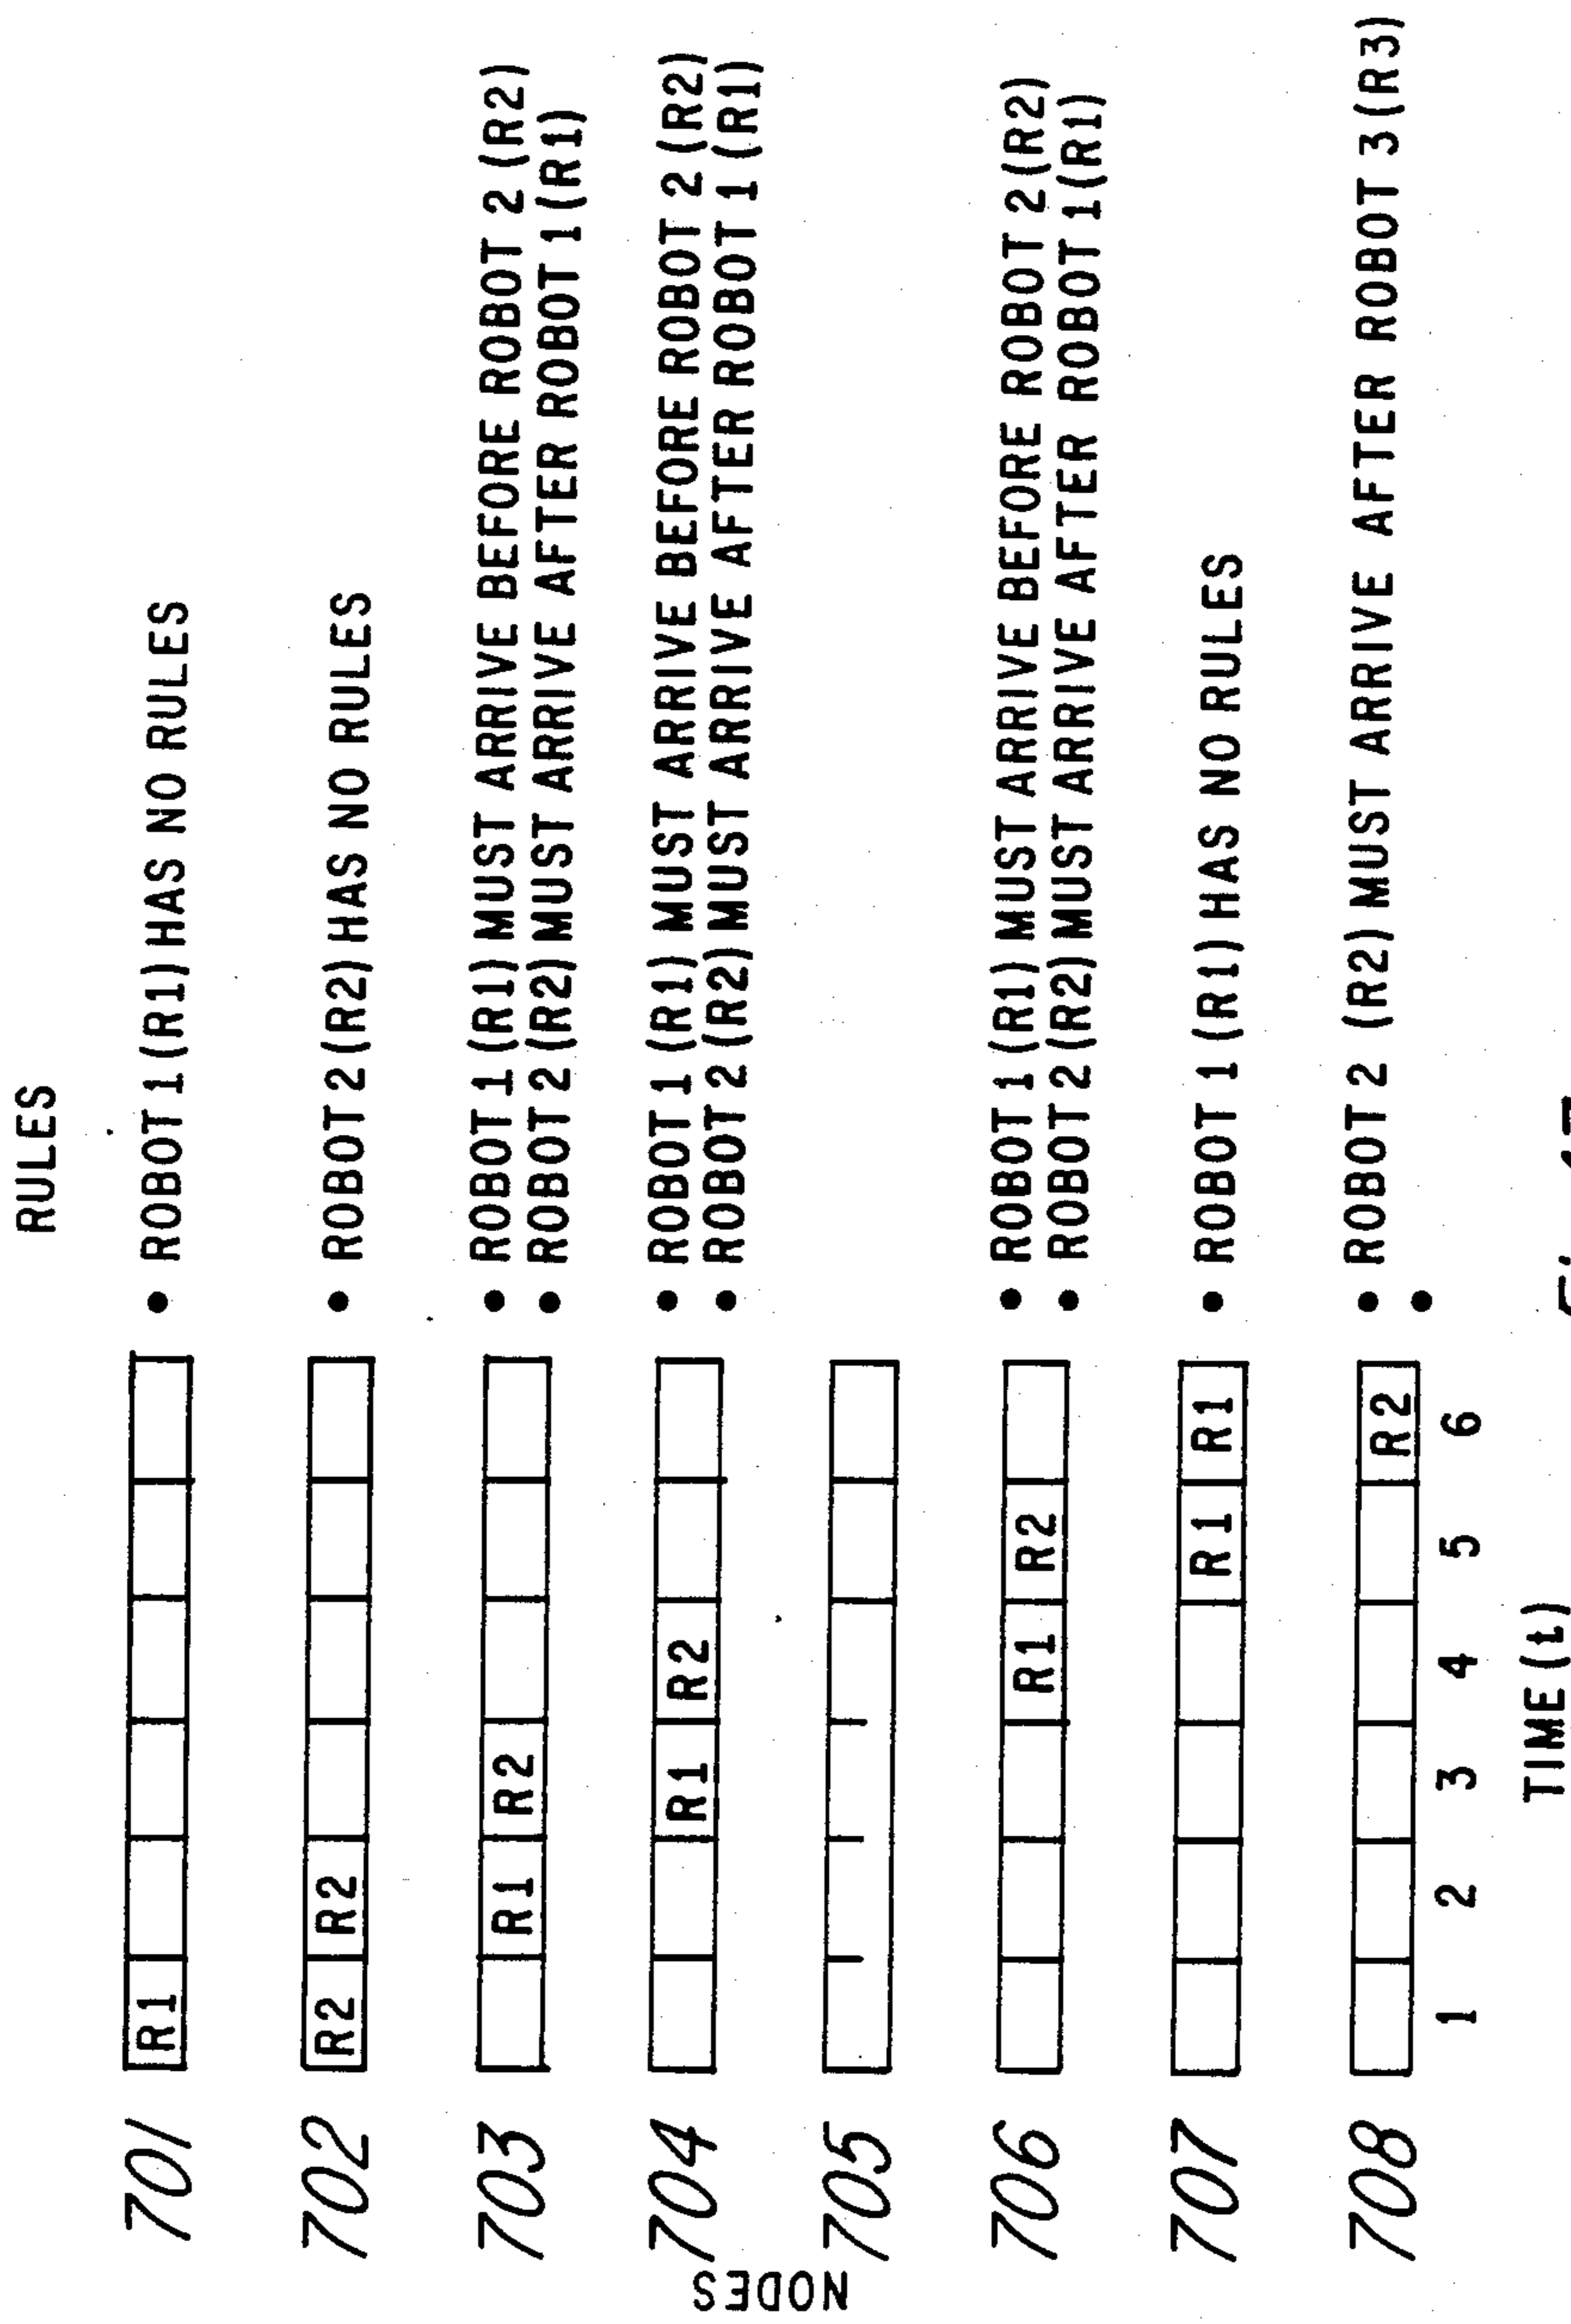 RULES
701
R1
• ROBOT 1 (R1) HAS NO RULES
702
R2 R2
• ROBOT 2 (R2) HAS NO RULES
703
R1 R2
• ROBOT 1 (R1) MUST ARRIVE BEFORE ROBOT 2 (R2)
• ROBOT 2 (R2) MUST ARRIVE AFTER ROBOT 1 (R1)
704
R1 R2
• ROBOT 1 (R1) MUST ARRIVE BEFORE ROBOT 2 (R2)
• ROBOT 2 (R2) MUST ARRIVE AFTER ROBOT 1 (R1)
NODES
705
706
R1 R2
• ROBOT 1 (R1) MUST ARRIVE BEFORE ROBOT 2 (R2)
• ROBOT 2 (R2) MUST ARRIVE AFTER ROBOT 1 (R1)
707
R1 R1
• ROBOT 1 (R1) HAS NO RULES
708
R2
• ROBOT 2 (R2) MUST ARRIVE AFTER ROBOT 3 (R3)
•
1 2 3 4 5 6
TIME (t)